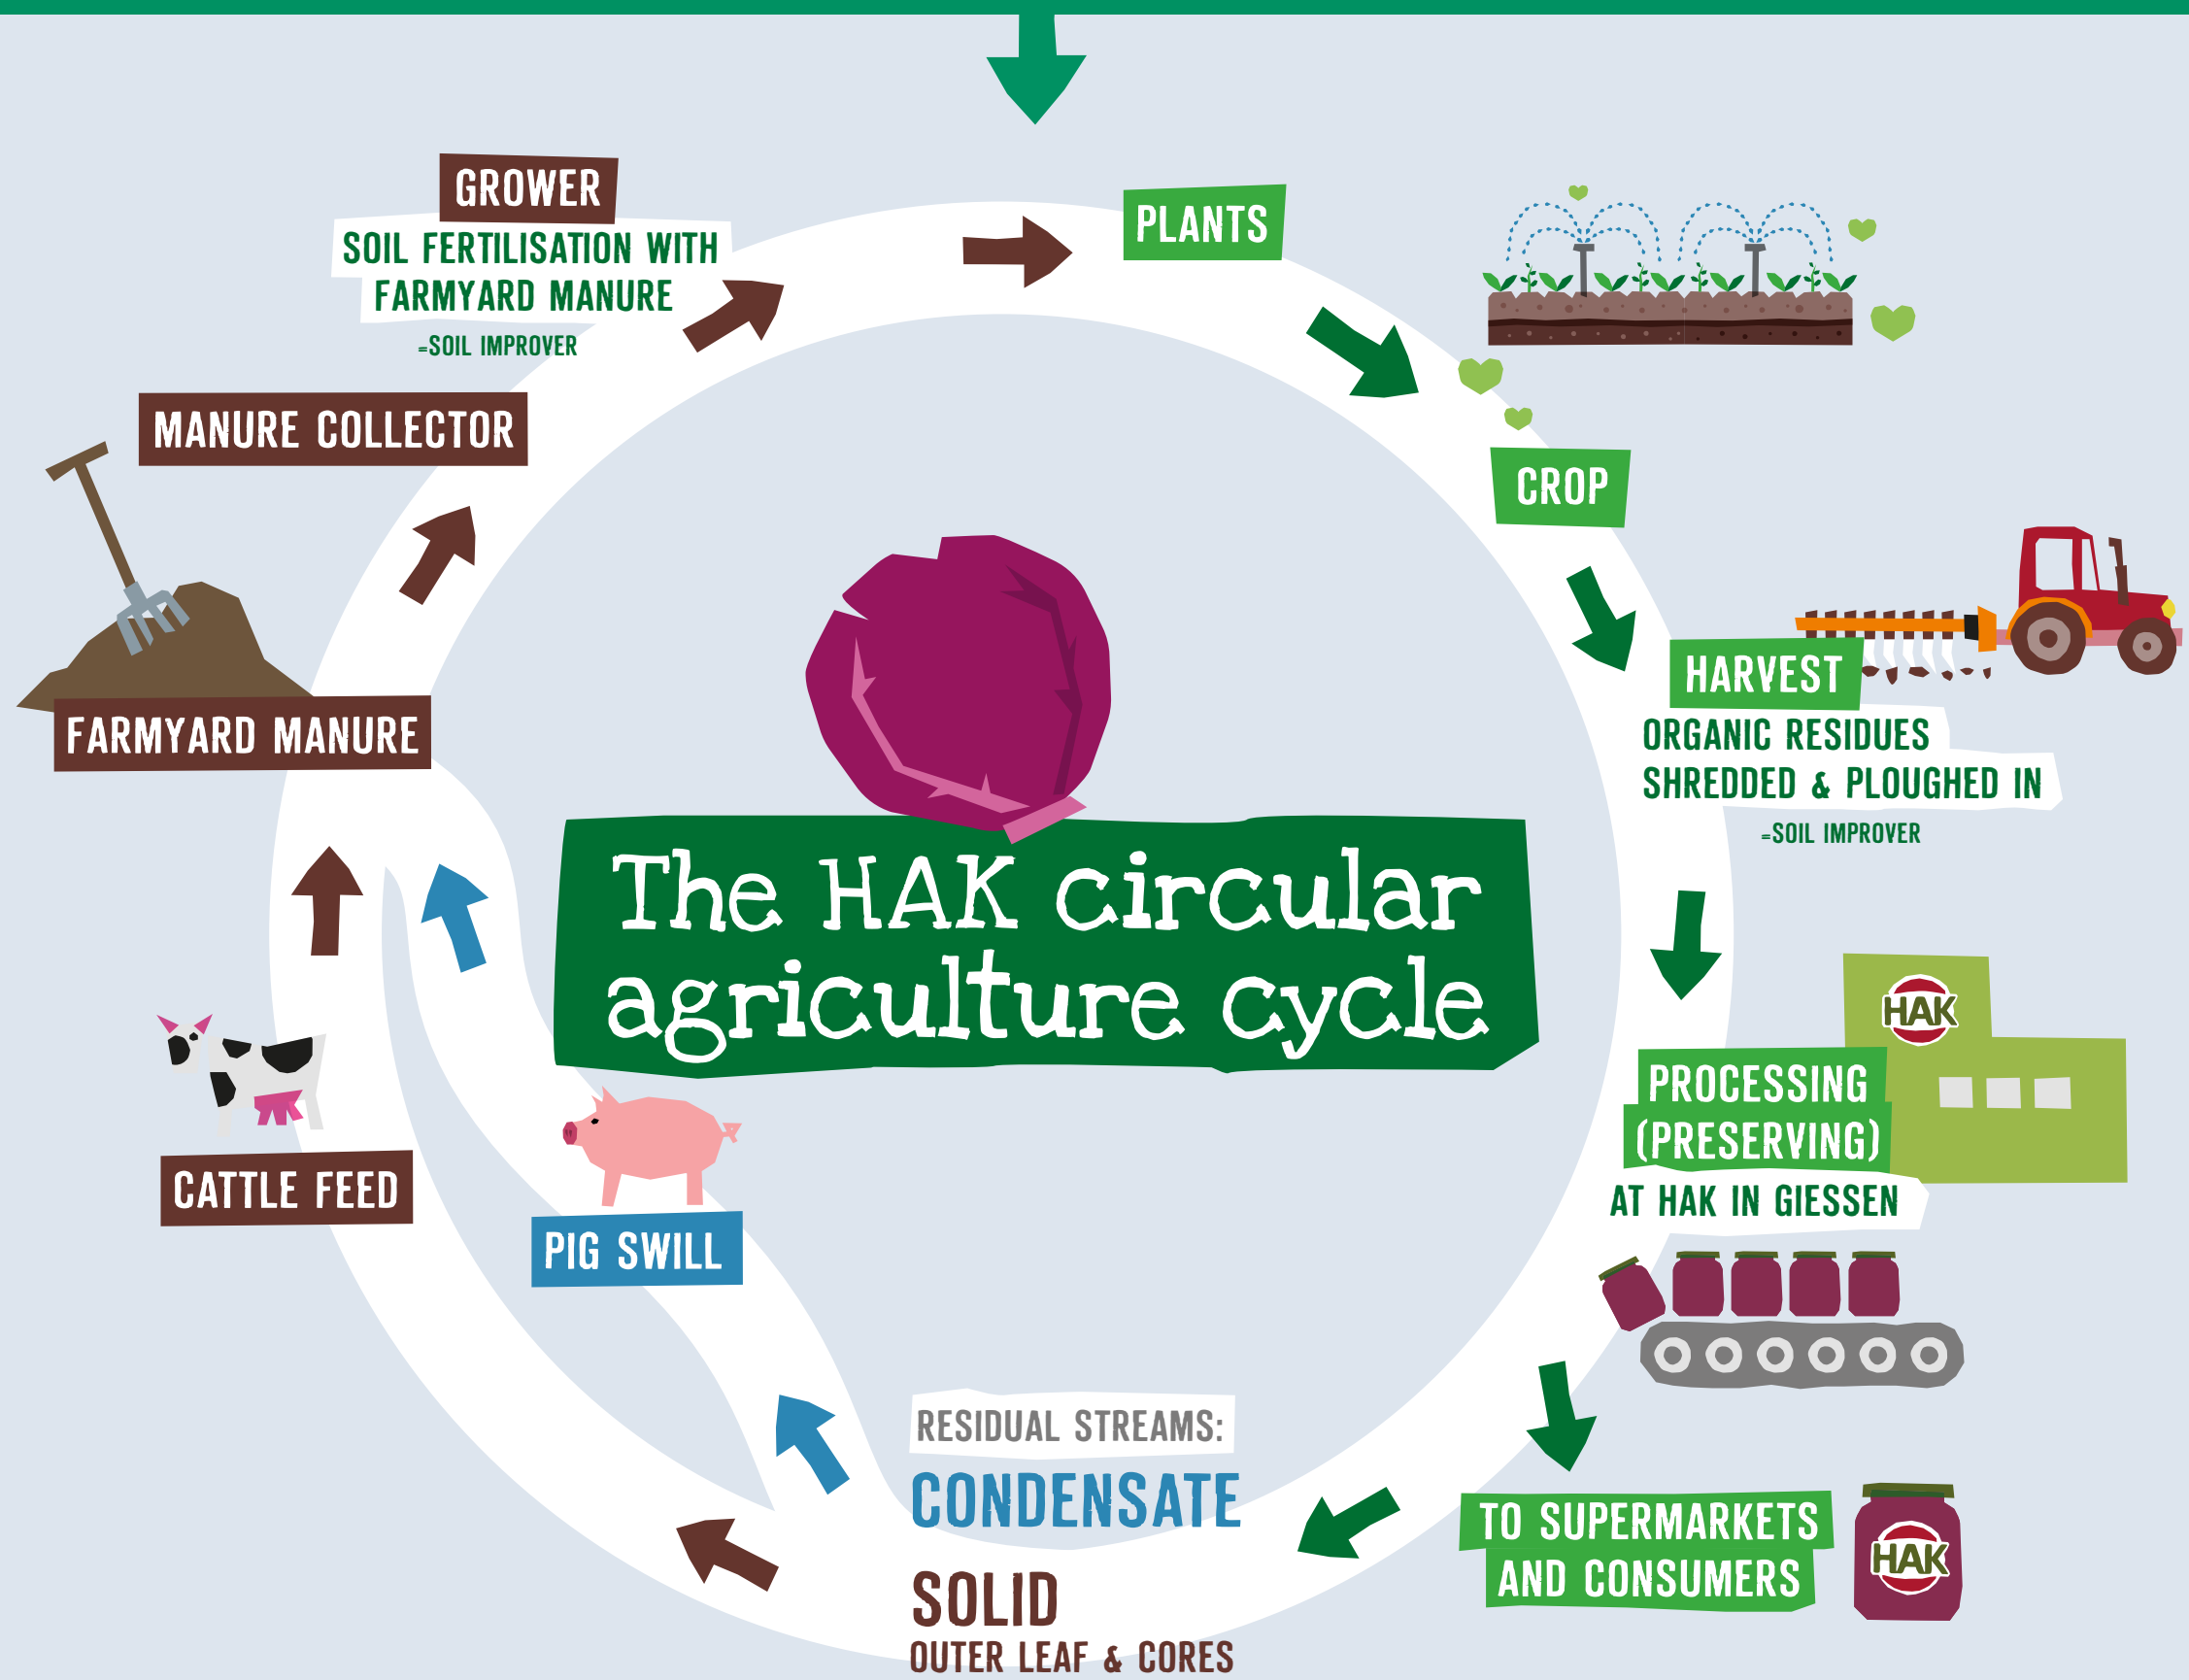 GROWER
SOIL FERTILISATION WITH
FARMYARD MANURE
=SOIL IMPROVER
PLANTS
MANURE COLLECTOR
CROP
FARMYARD MANURE
HARVEST
ORGANIC RESIDUES
SHREDDED & PLOUGHED IN
=SOIL IMPROVER
The HAK circular
agriculture cycle
HAK
PROCESSING
(PRESERVING)
AT HAK IN GIESSEN
CATTLE FEED
PIG SWILL
RESIDUAL STREAMS:
CONDENSATE
SOLID
OUTER LEAF & CORES
TO SUPERMARKETS
AND CONSUMERS
HAK